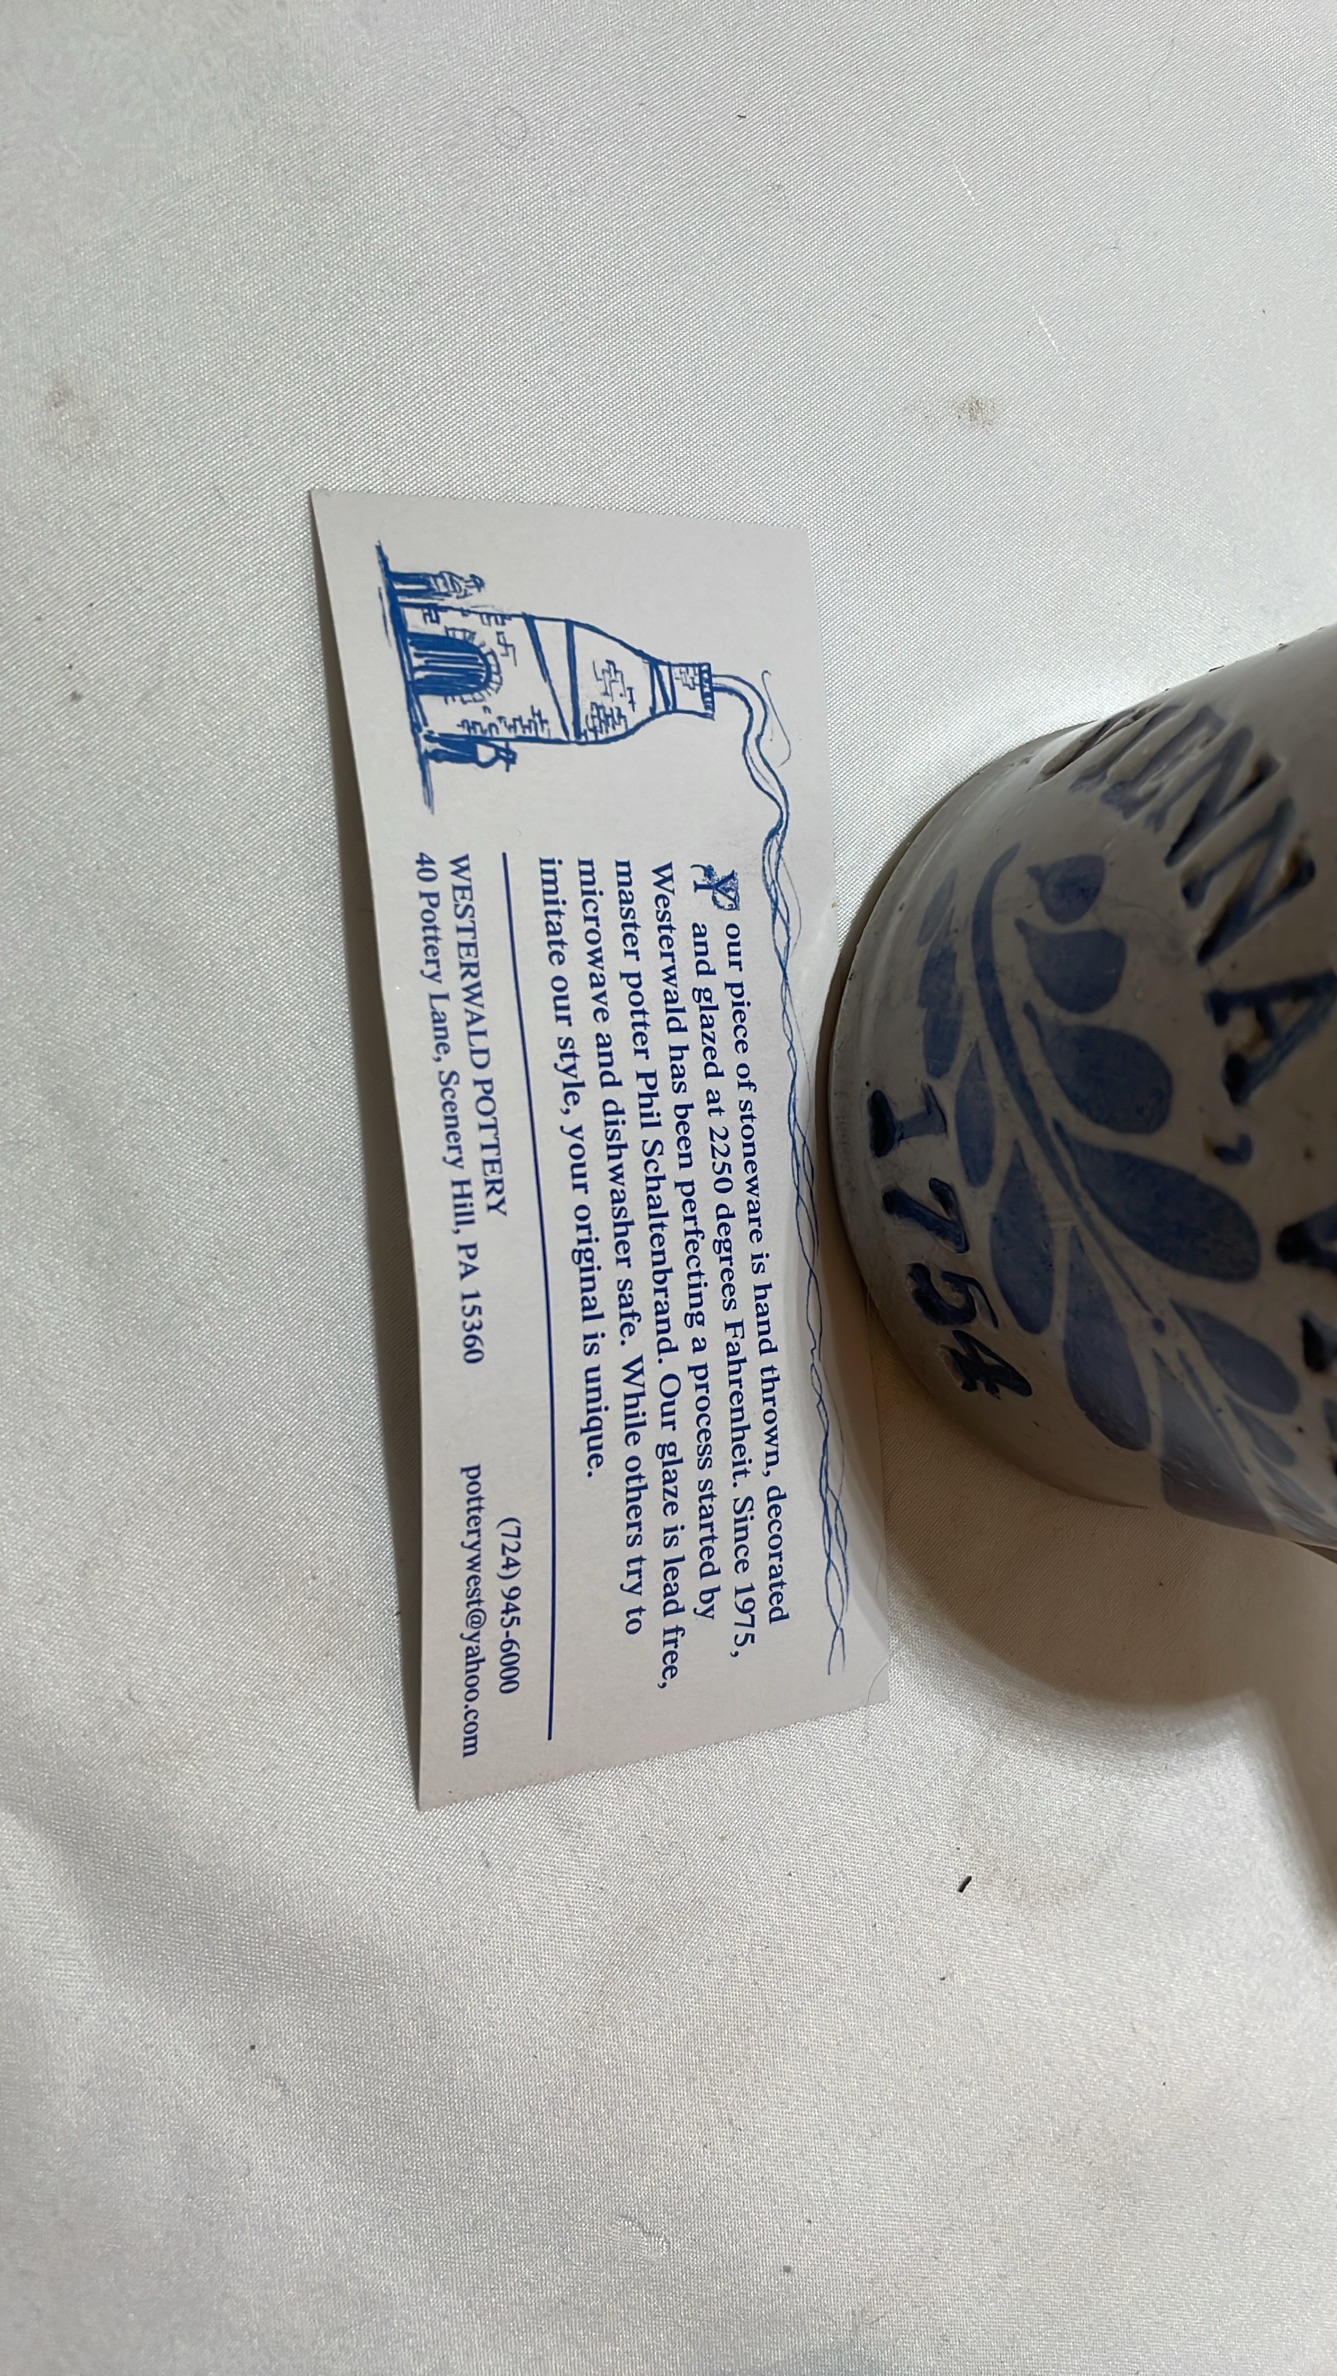 Your piece of stoneware is hand thrown, decorated
and glazed at 2250 degrees Fahrenheit. Since 1975,
Westerwald has been perfecting a process started by
master potter Phil Schaltenbrand. Our glaze is lead free,
microwave and dishwasher safe. While others try to
imitate our style, your original is unique.
WESTERWALD POTTERY
40 Pottery Lane, Scenery Hill, PA 15360
(724) 945-6000
potterywest@yahoo.com
1754